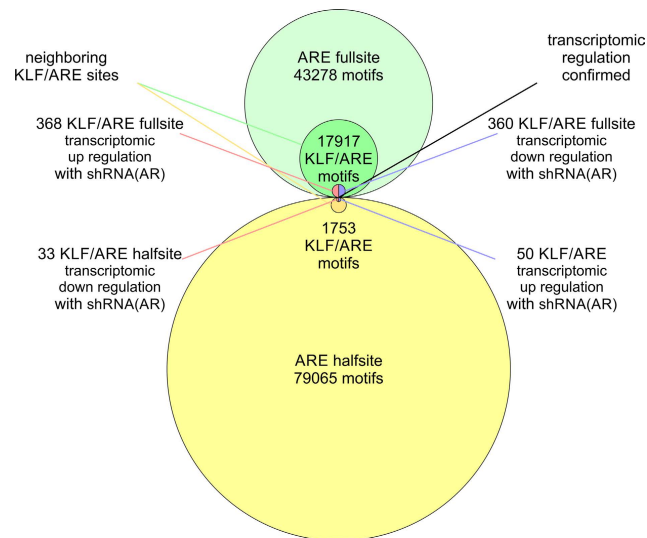 neighboring
KLF/ARE sites
ARE fullsite
43278 motifs
transcriptomic
regulation
confirmed
368 KLF/ARE fullsite
transcriptomic
up regulation
with shRNA(AR)
17917
KLF/ARE
motifs
360 KLF/ARE fullsite
transcriptomic
down regulation
with shRNA(AR)
33 KLF/ARE halfsite
transcriptomic
down regulation
with shRNA(AR)
1753
KLF/ARE
motifs
50 KLF/ARE
transcriptomic
up regulation
with shRNA(AR)
ARE halfsite
79065 motifs